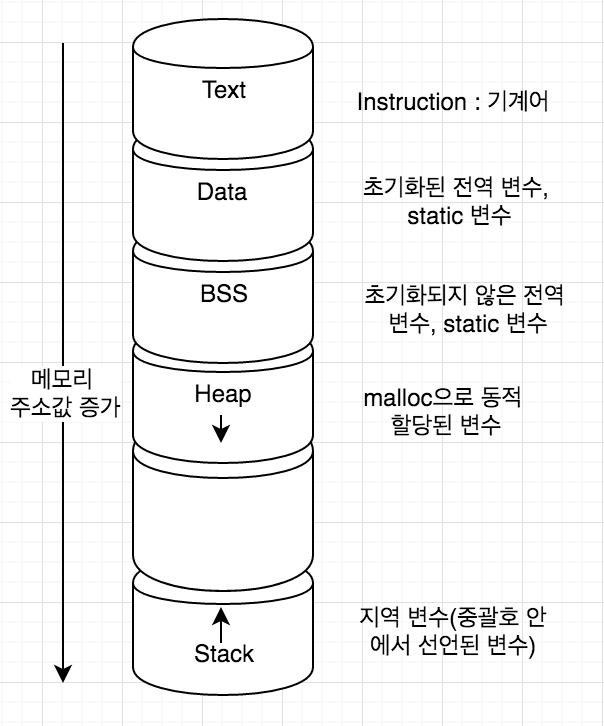 Text
Instruction : 기계어
Data
초기화된 전역 변수,
static 변수
BSS
초기화되지 않은 전역
변수, static 변수
메모리
주소값 증가
Heap
malloc으로 동적
할당된 변수
지역 변수(중괄호 안
에서 선언된 변수)
Stack